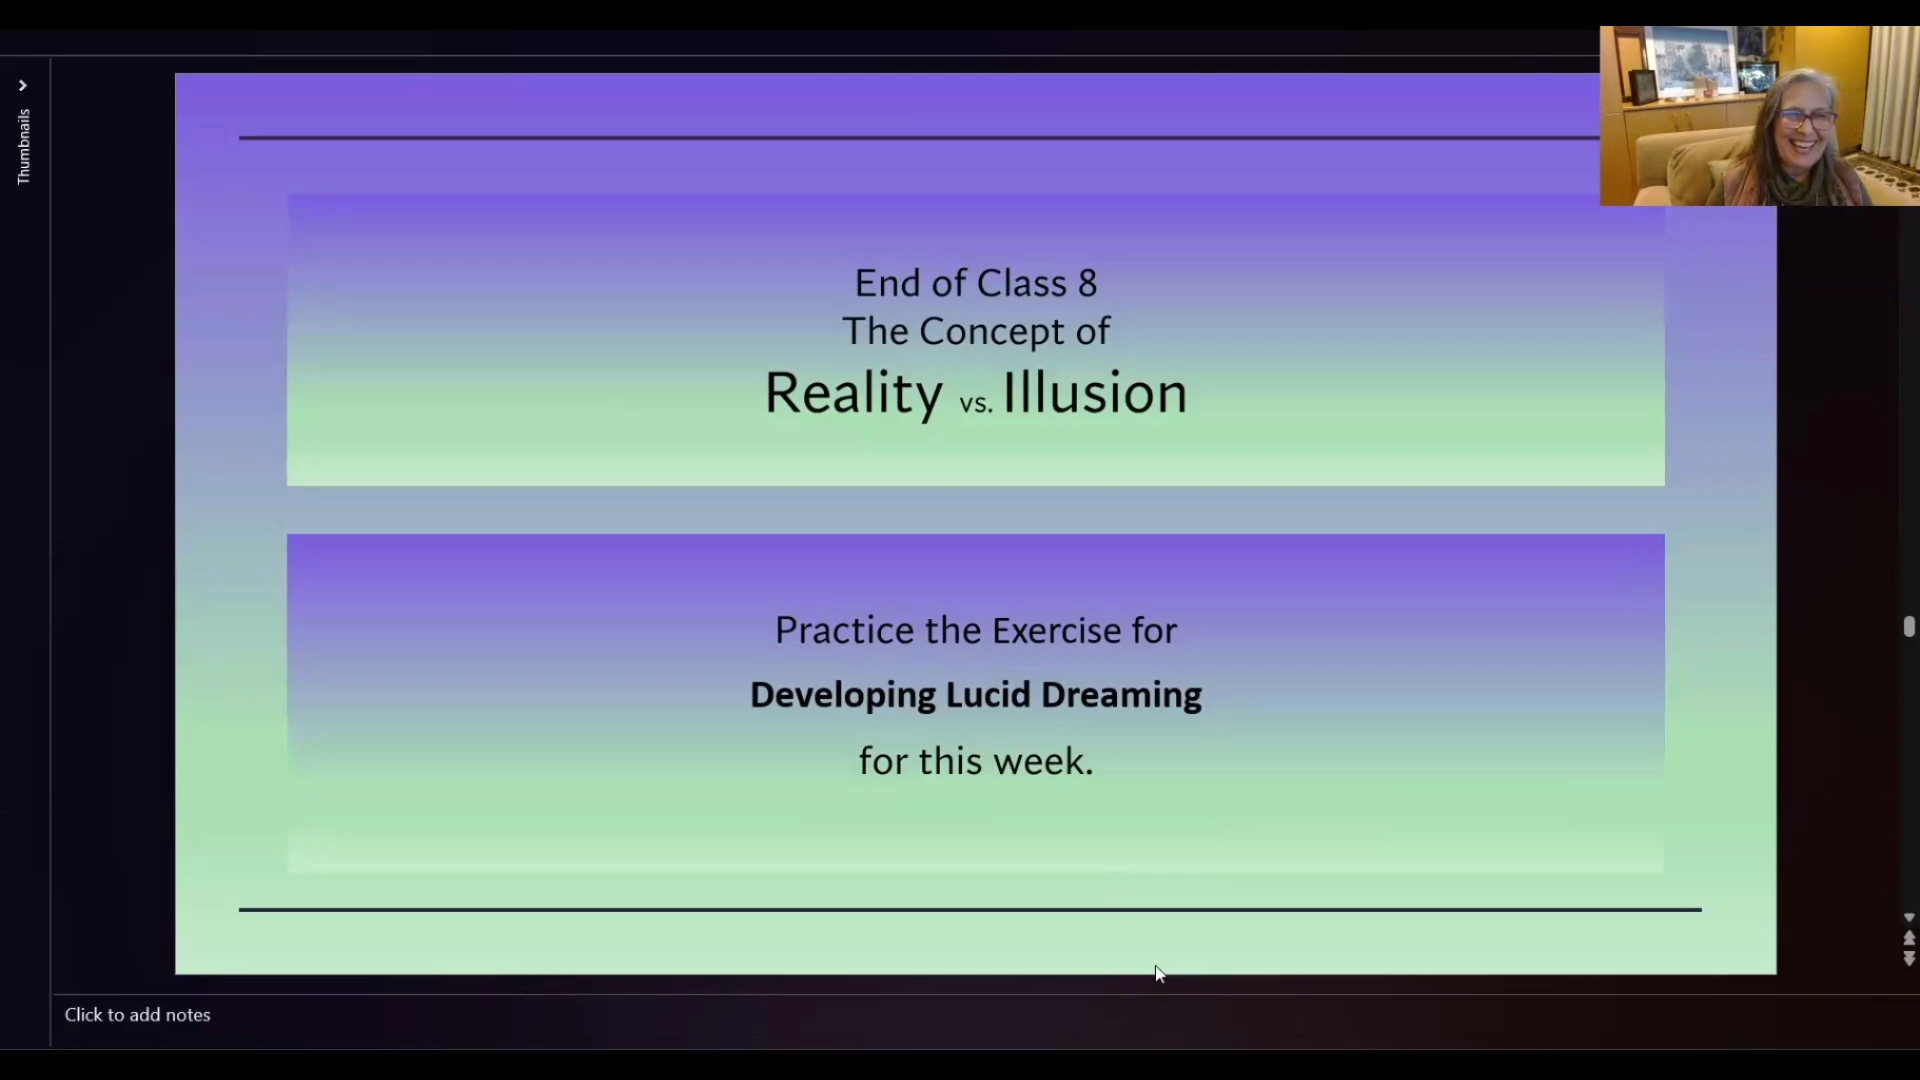 Thumbnails
End of Class 8
The Concept of
Reality vs. Illusion
Practice the Exercise for
Developing Lucid Dreaming
for this week.
Click to add notes